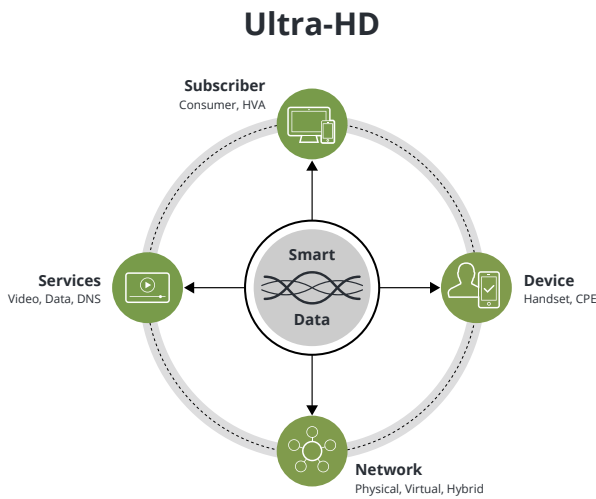 Ultra-HD
Subscriber
Consumer, HVA
Smart
Data
Services
Video, Data, DNS
Device
Handset, CPE
Network
Physical, Virtual, Hybrid